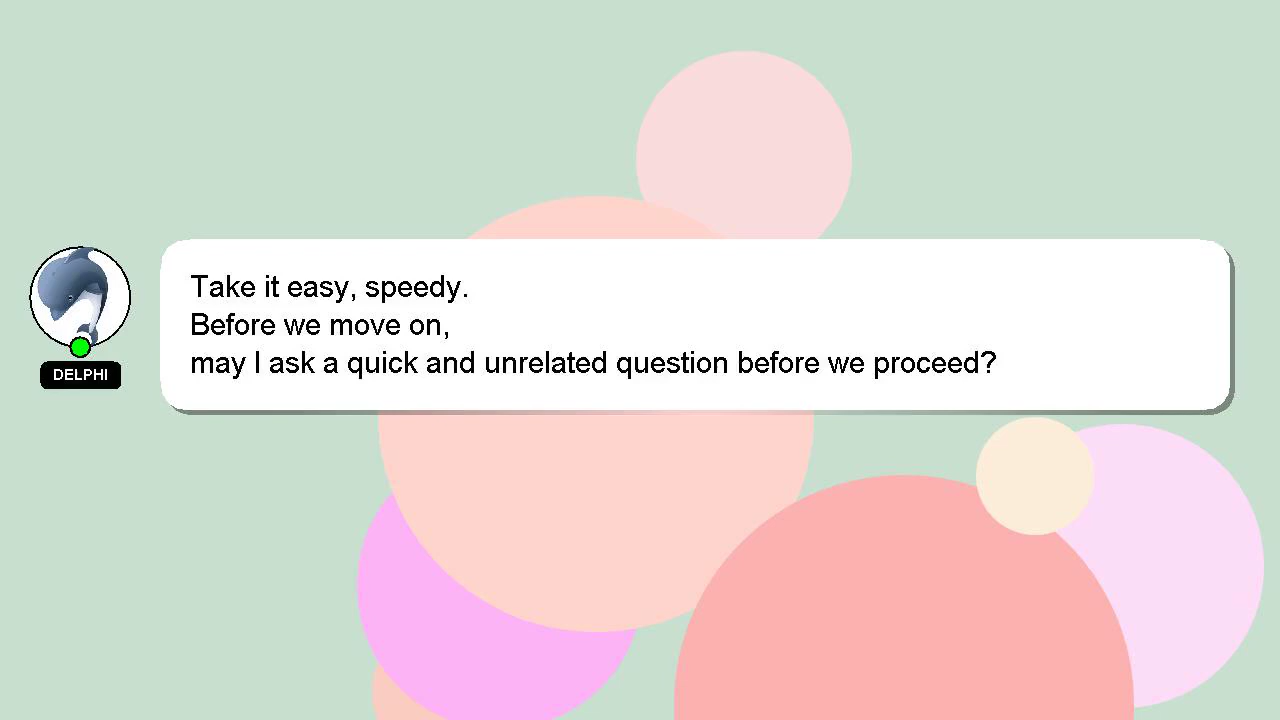 Take it easy, speedy.
Before we move on,
may I ask a quick and unrelated question before we proceed?
DELPHI